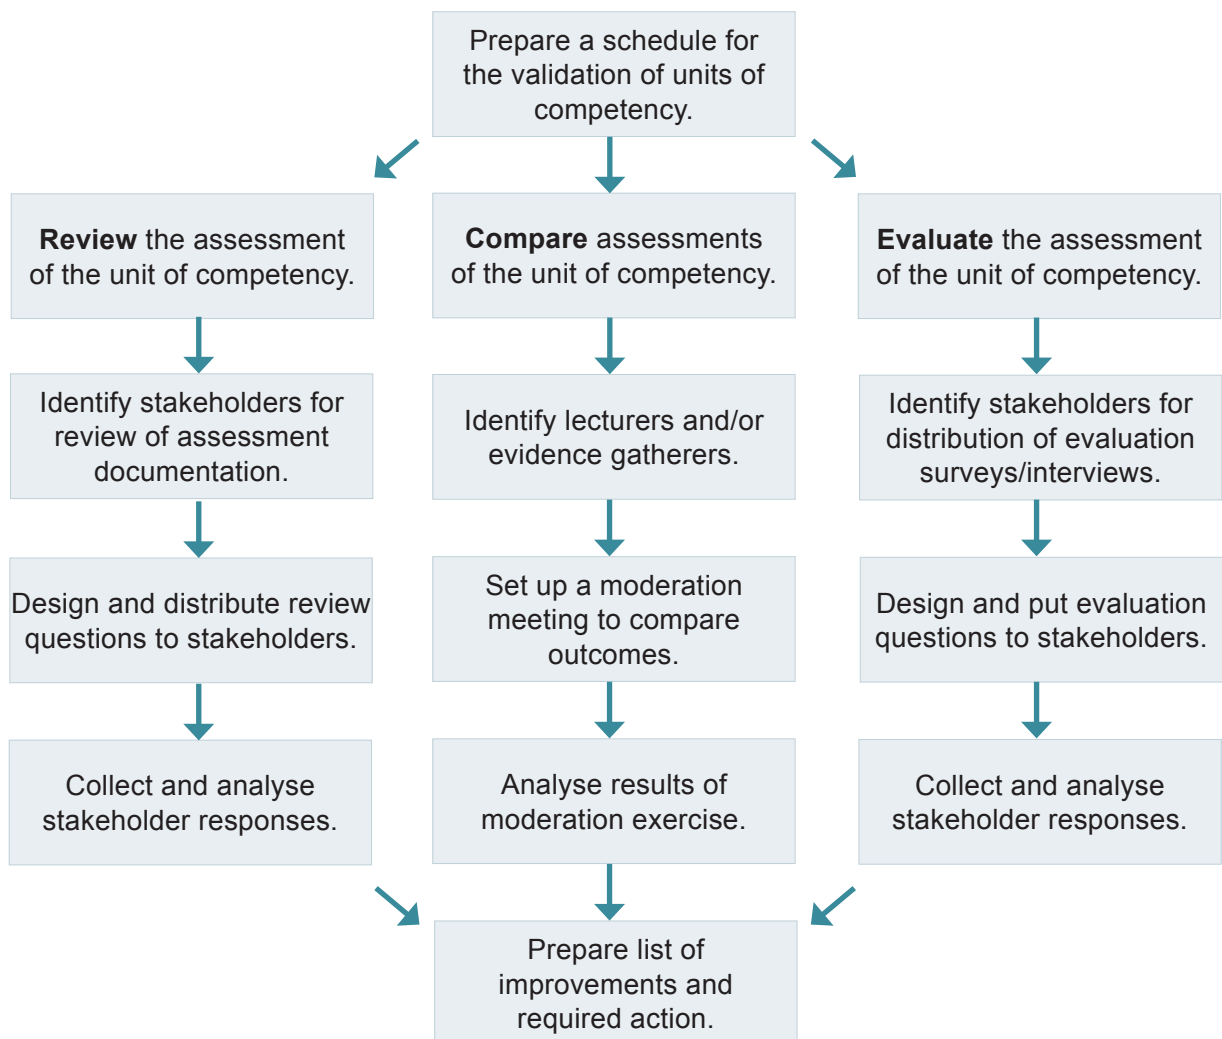 Prepare a schedule for
the validation of units of
competency.
Review the assessment
of the unit of competency.
Compare assessments
of the unit of competency.
Evaluate the assessment
of the unit of competency.
Identify stakeholders for
review of assessment
documentation.
Identify lecturers and/or
evidence gatherers.
Identify stakeholders for
distribution of evaluation
surveys/interviews.
Design and distribute review
questions to stakeholders.
Set up a moderation
meeting to compare
outcomes.
Design and put evaluation
questions to stakeholders.
Collect and analyse
stakeholder responses.
Analyse results of
moderation exercise.
Collect and analyse
stakeholder responses.
Prepare list of
improvements and
required action.